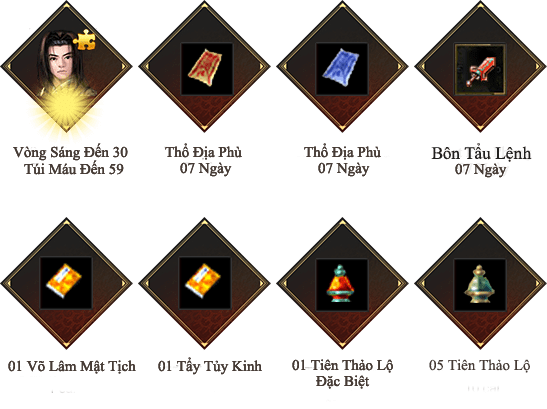 Vòng Sáng Đến 30
Túi Máu Đến 59
Thổ Địa Phù
07 Ngày
Thổ Địa Phù
07 Ngày
Bôn Tẩu Lệnh
07 Ngày
01 Võ Lâm Mật Tịch
01 Tẩy Tủy Kinh
01 Tiên Thảo Lộ
Đặc Biệt
05 Tiên Thảo Lộ